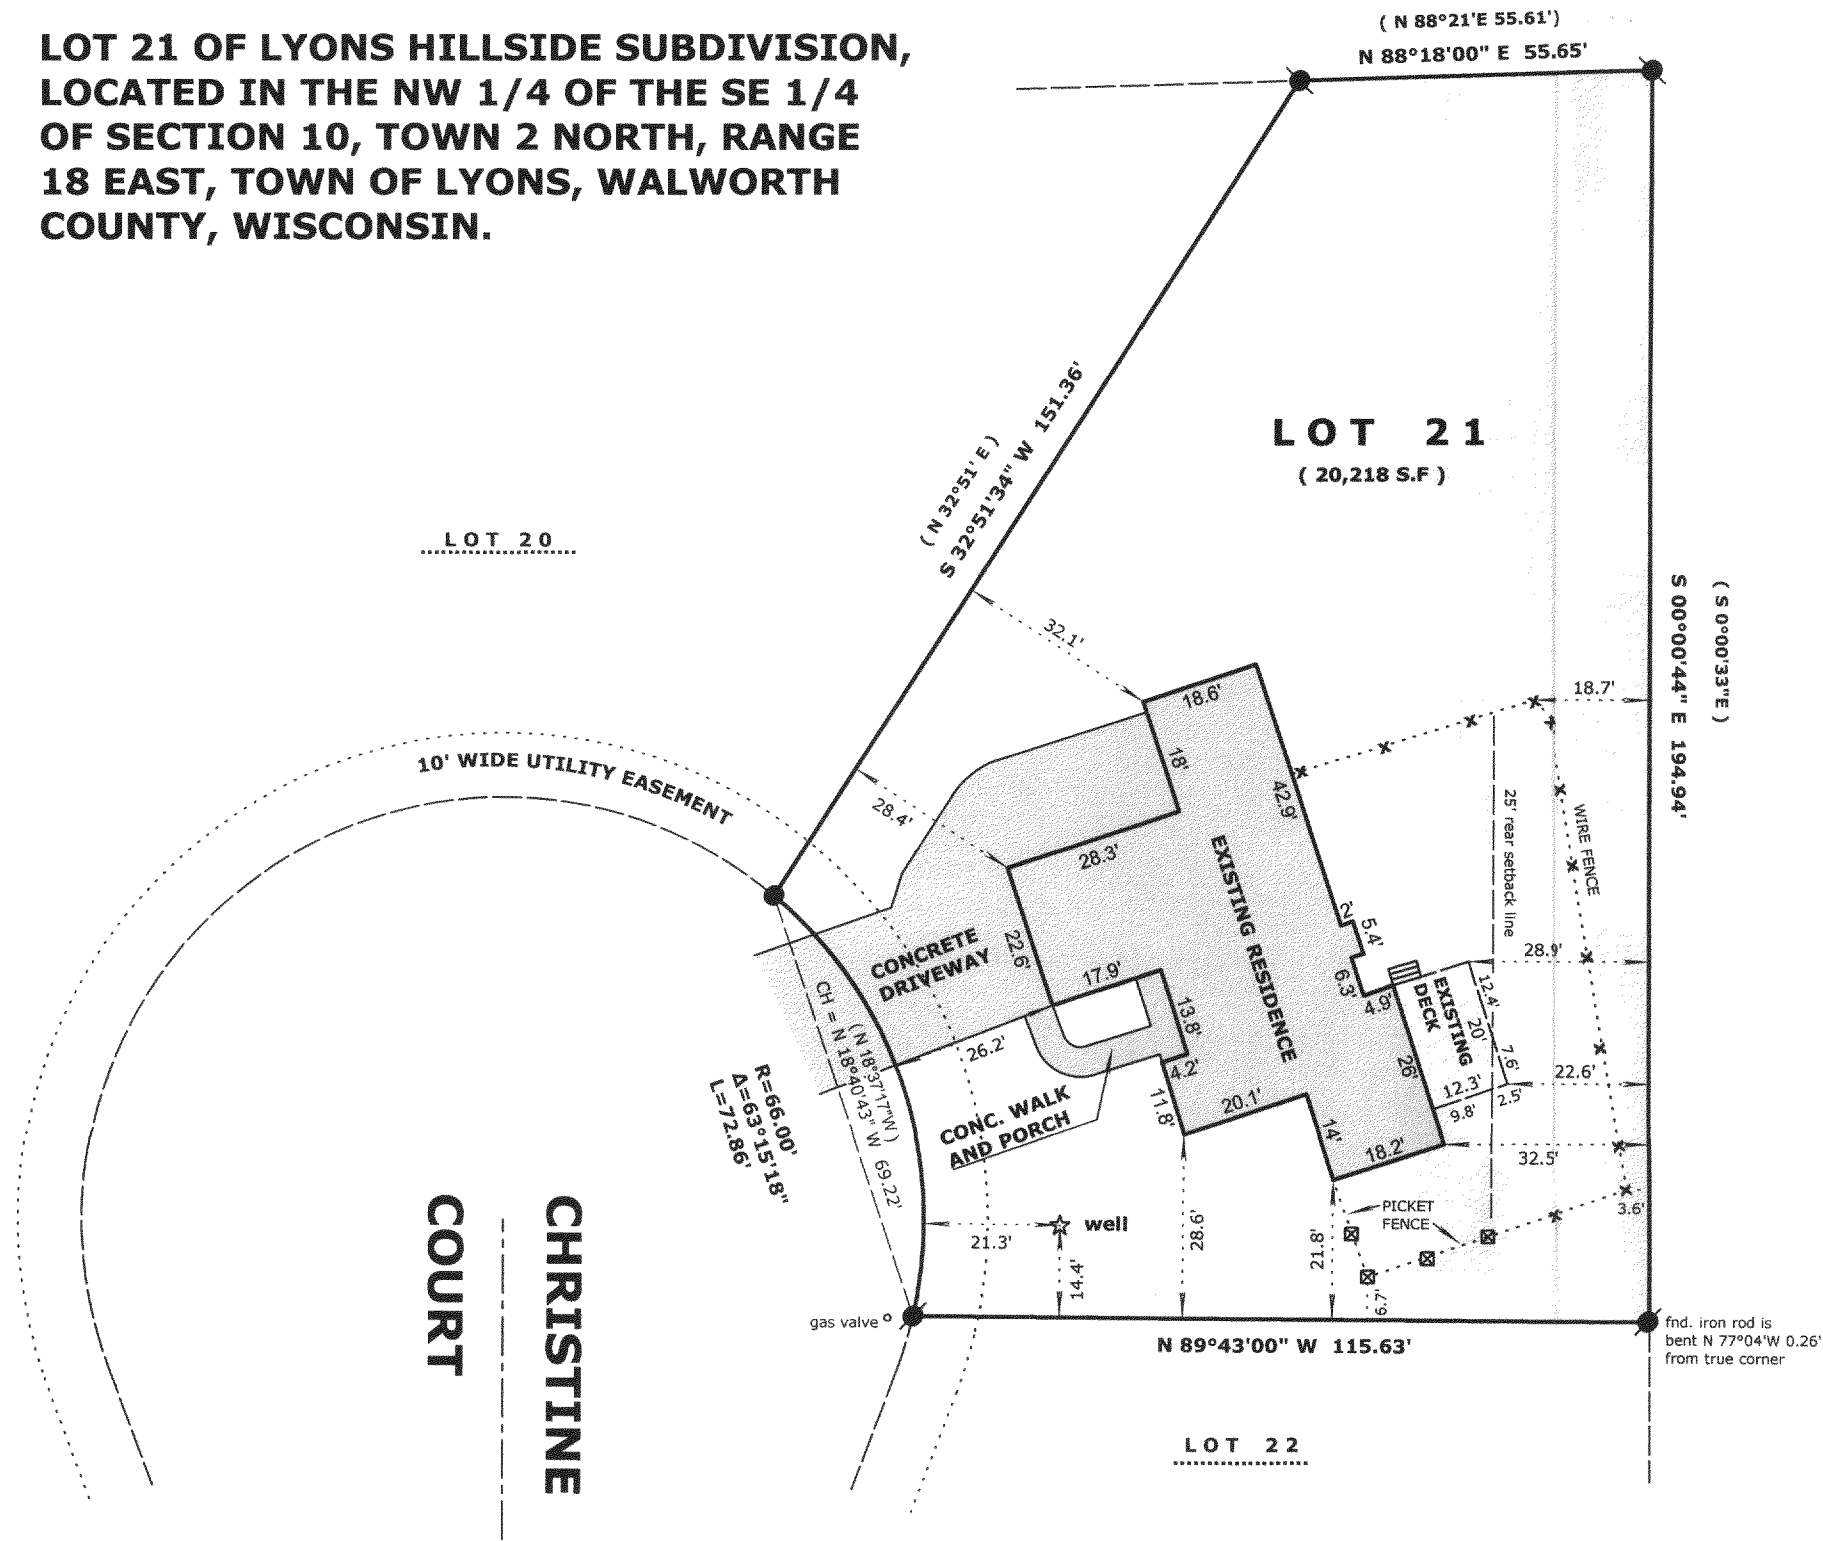 LOT 21 OF LYONS HILLSIDE SUBDIVISION,
LOCATED IN THE NW 1/4 OF THE SE 1/4
OF SECTION 10, TOWN 2 NORTH, RANGE
18 EAST, TOWN OF LYONS, WALWORTH
COUNTY, WISCONSIN.
( N 88°21'E 55.61')
N 88°18'00" E 55.65'
LOT 21
( 20,218 S.F )
( N 32°51' E )
S 32°51'34" W 151.36'
LOT 20
( S 0°00'33"E )
S 00°00'44" E 194.94'
32.1'
18.6'
18.7'
18'
10' WIDE UTILITY EASEMENT
28.4'
42.9'
25' rear setback line
WIRE FENCE
28.3'
EXISTING RESIDENCE
2'
5.4'
CONCRETE
DRIVEWAY
22.6'
17.9'
6.3'
4.9'
28.9'
EXISTING
DECK
12.4'
20'
7.6'
CH = N 18°40'43" W 69.22'
( N 18°37'17"W )
R=66.00'
Δ=63°15'18"
L=72.86'
26.2'
13.8'
4.2'
11.8'
20.1'
26'
12.3'
9.8'
2.5'
22.6'
CONC. WALK
AND PORCH
14'
18.2'
32.5'
PICKET
FENCE
3.6'
well
21.3'
14.4'
28.6'
21.8'
6.7'
CHRISTINE
COURT
gas valve
N 89°43'00" W 115.63'
fnd. iron rod is
bent N 77°04'W 0.26'
from true corner
LOT 22